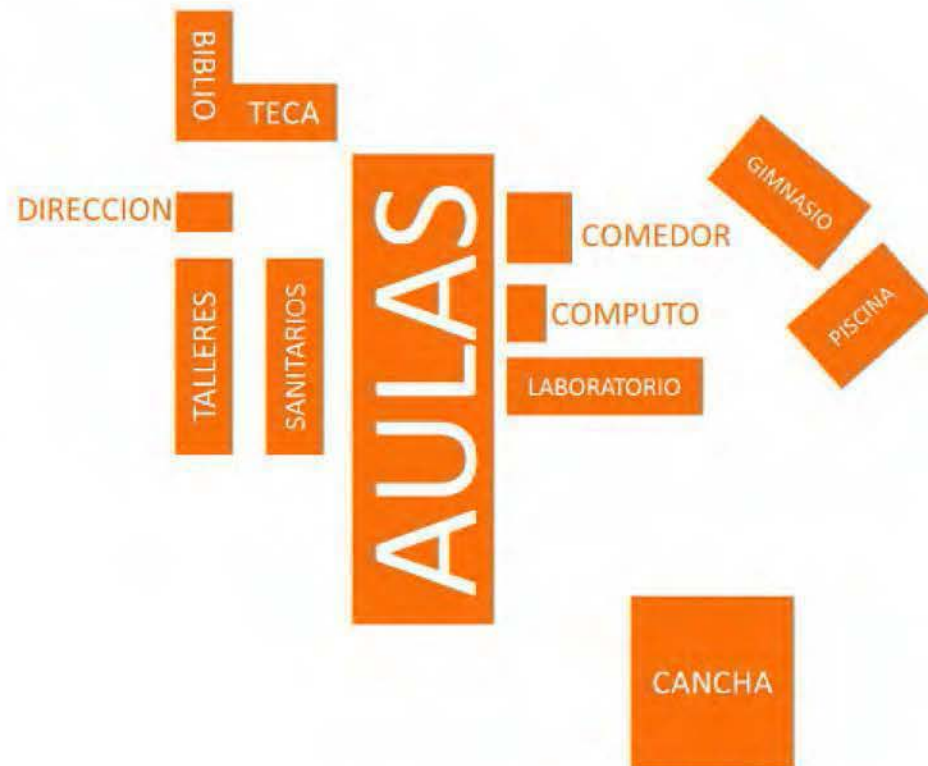 BIBLIO
TECA
GIMNASIO
DIRECCION
COMEDOR
PISCINA
TALLERES
SANITARIOS
AULAS
COMPUTO
LABORATORIO
CANCHA